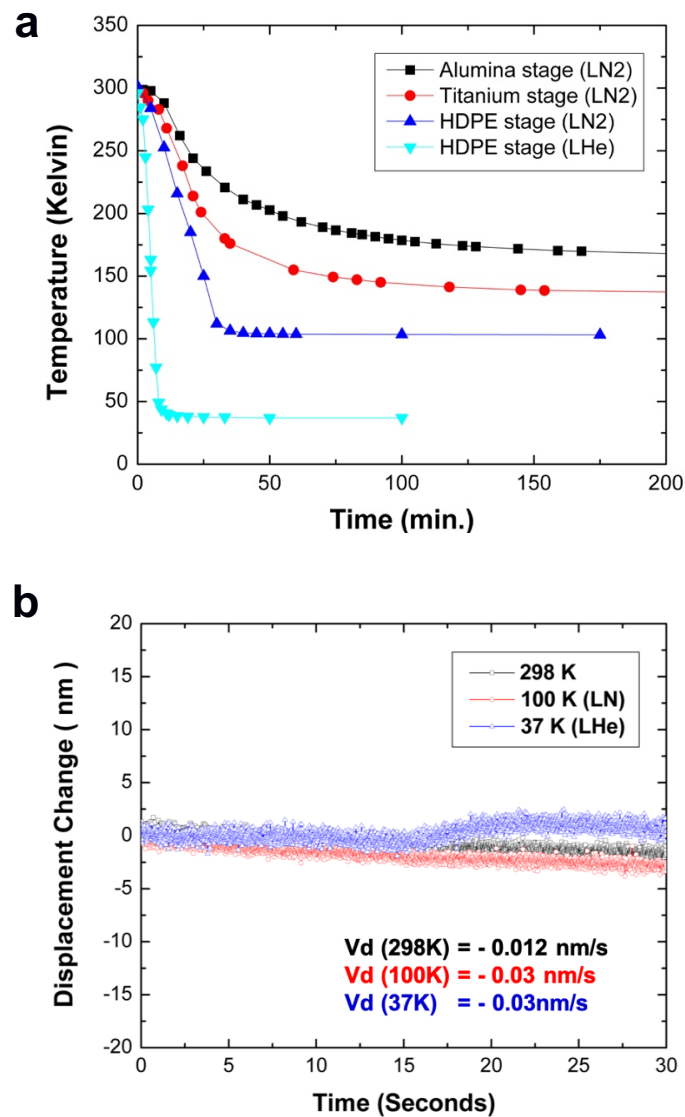 a
350
300
250
200
150
100
50
0
Temperature (Kelvin)
Alumina stage (LN2)
Titanium stage (LN2)
HDPE stage (LN2)
HDPE stage (LHe)
0 50 100 150 200
Time (min.)
b
20
15
10
5
0
-5
-10
-15
-20
Displacement Change ( nm )
298 K
100 K (LN)
37 K (LHe)
Vd (298K) = - 0.012 nm/s
Vd (100K) = - 0.03 nm/s
Vd (37K) = - 0.03nm/s
0 5 10 15 20 25 30
Time (Seconds)